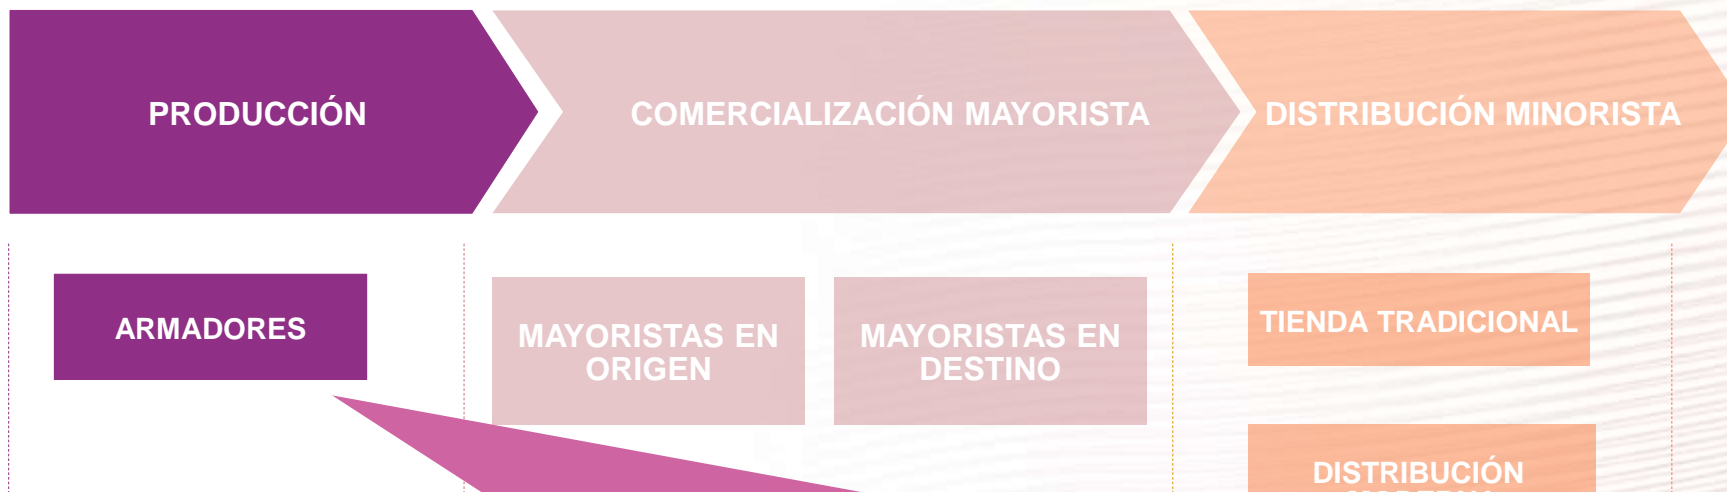 PRODUCCIÓN
COMERCIALIZACIÓN MAYORISTA
DISTRIBUCIÓN MINORISTA
ARMADORES
MAYORISTAS EN
ORIGEN
MAYORISTAS EN
DESTINO
TIENDA TRADICIONAL
DISTRIBUCIÓN